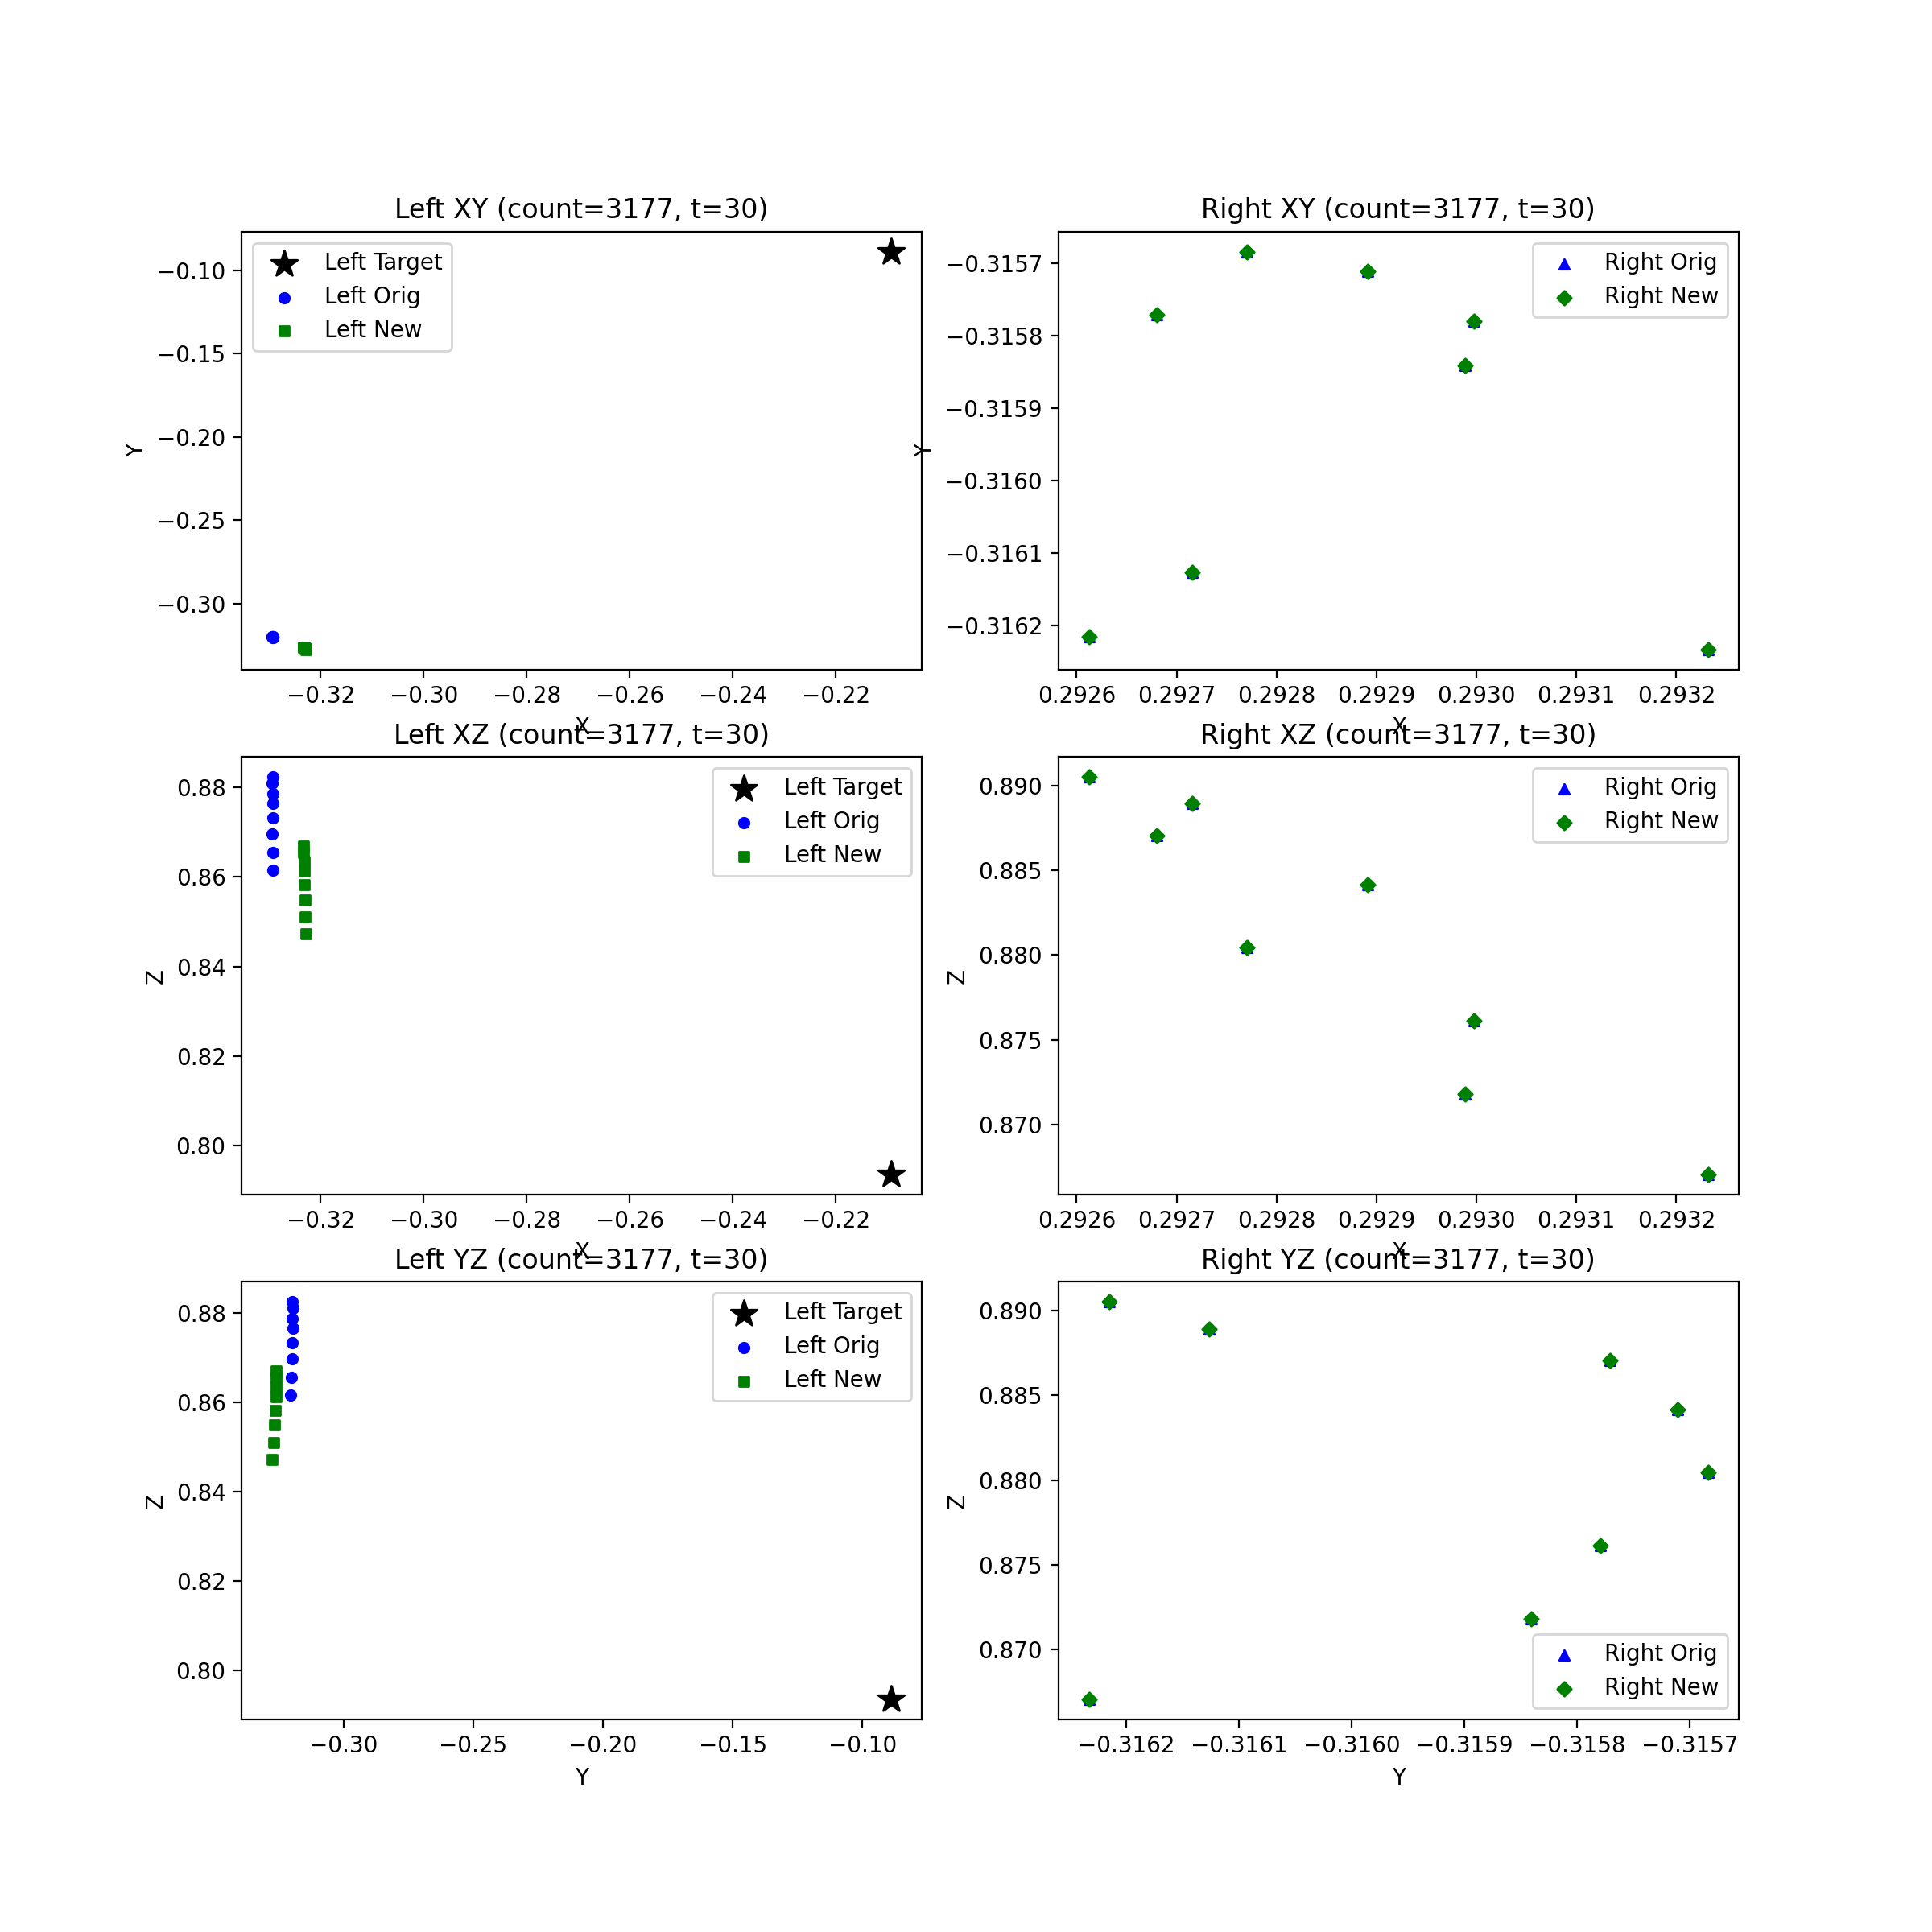 Left XY (count=3177, t=30)
Left Target
Left Orig
Left New
−0.10
−0.15
−0.20
−0.25
−0.30
Y
−0.32
−0.30
−0.28
−0.26
−0.24
−0.22
X
Right XY (count=3177, t=30)
Right Orig
Right New
−0.3157
−0.3158
−0.3159
−0.3160
−0.3161
−0.3162
Y
0.2926
0.2927
0.2928
0.2929
0.2930
0.2931
0.2932
X
Left XZ (count=3177, t=30)
Left Target
Left Orig
Left New
0.88
0.86
0.84
0.82
0.80
Z
−0.32
−0.30
−0.28
−0.26
−0.24
−0.22
X
Right XZ (count=3177, t=30)
Right Orig
Right New
0.890
0.885
0.880
0.875
0.870
Z
0.2926
0.2927
0.2928
0.2929
0.2930
0.2931
0.2932
X
Left YZ (count=3177, t=30)
Left Target
Left Orig
Left New
0.88
0.86
0.84
0.82
0.80
Z
−0.30
−0.25
−0.20
−0.15
−0.10
Y
Right YZ (count=3177, t=30)
Right Orig
Right New
0.890
0.885
0.880
0.875
0.870
Z
−0.3162
−0.3161
−0.3160
−0.3159
−0.3158
−0.3157
Y